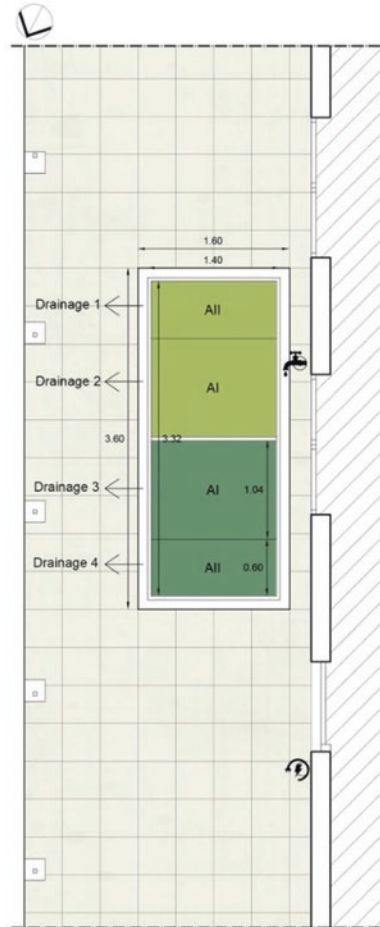 1.60
1.40
Drainage 1
AII
Drainage 2
AI
3.60
3.32
Drainage 3
AI
1.04
Drainage 4
AII
0.60